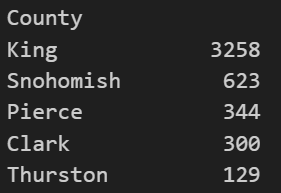 County
King 3258
Snohomish 623
Pierce 344
Clark 300
Thurston 129